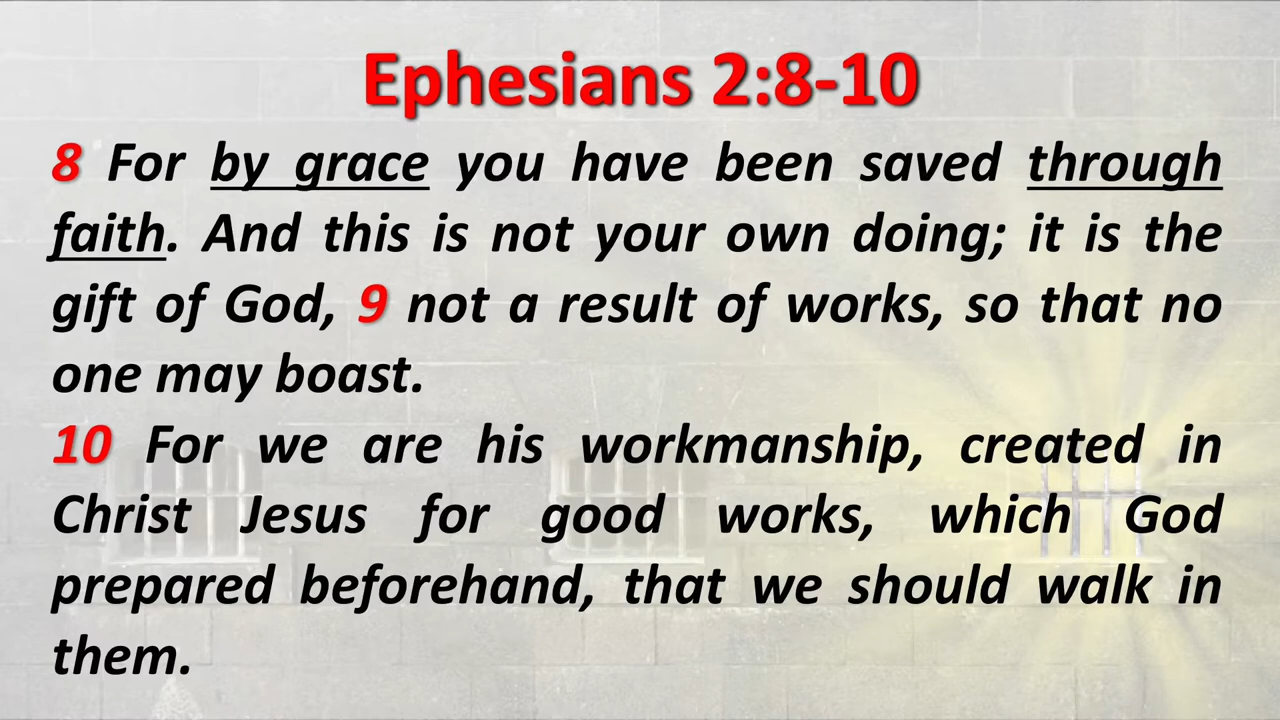 Ephesians 2:8-10
8 For by grace you have been saved through
faith. And this is not your own doing; it is the
gift of God, 9 not a result of works, so that no
one may boast.
10 For we are his workmanship, created in
Christ Jesus for good works, which God
prepared beforehand, that we should walk in
them.